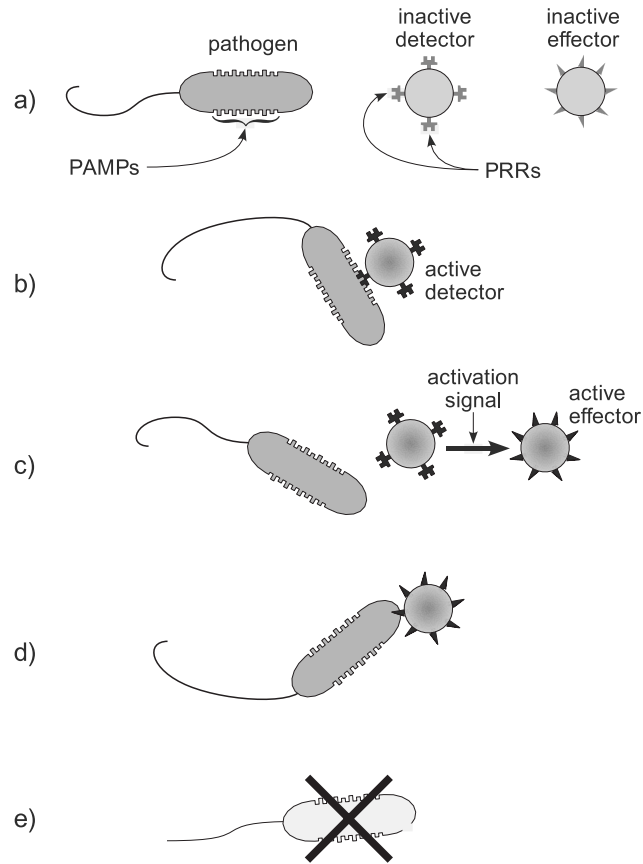 a)
pathogen
PAMPs
inactive
detector
inactive
effector
PRRs
b)
active
detector
c)
activation
signal
active
effector
d)
e)